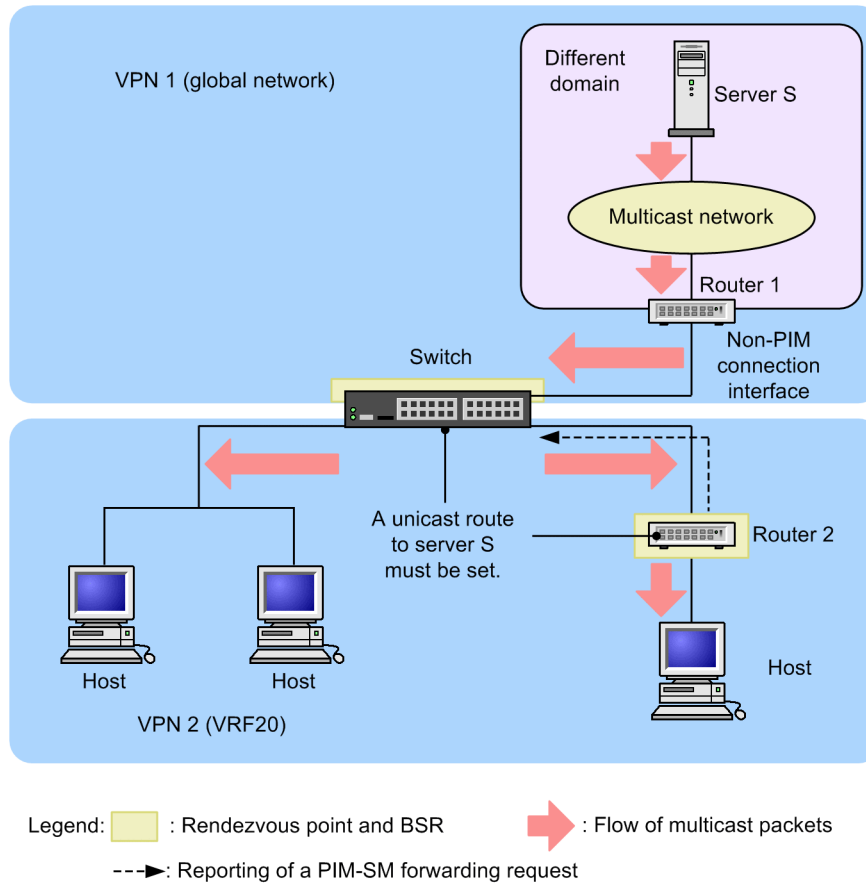 VPN 1 (global network)
Different
domain
Server S
Multicast network
Router 1
Non-PIM
connection
interface
Switch
A unicast route
to server S
must be set.
Router 2
Host
Host
Host
VPN 2 (VRF20)
Legend:
: Rendezvous point and BSR
: Flow of multicast packets
: Reporting of a PIM-SM forwarding request